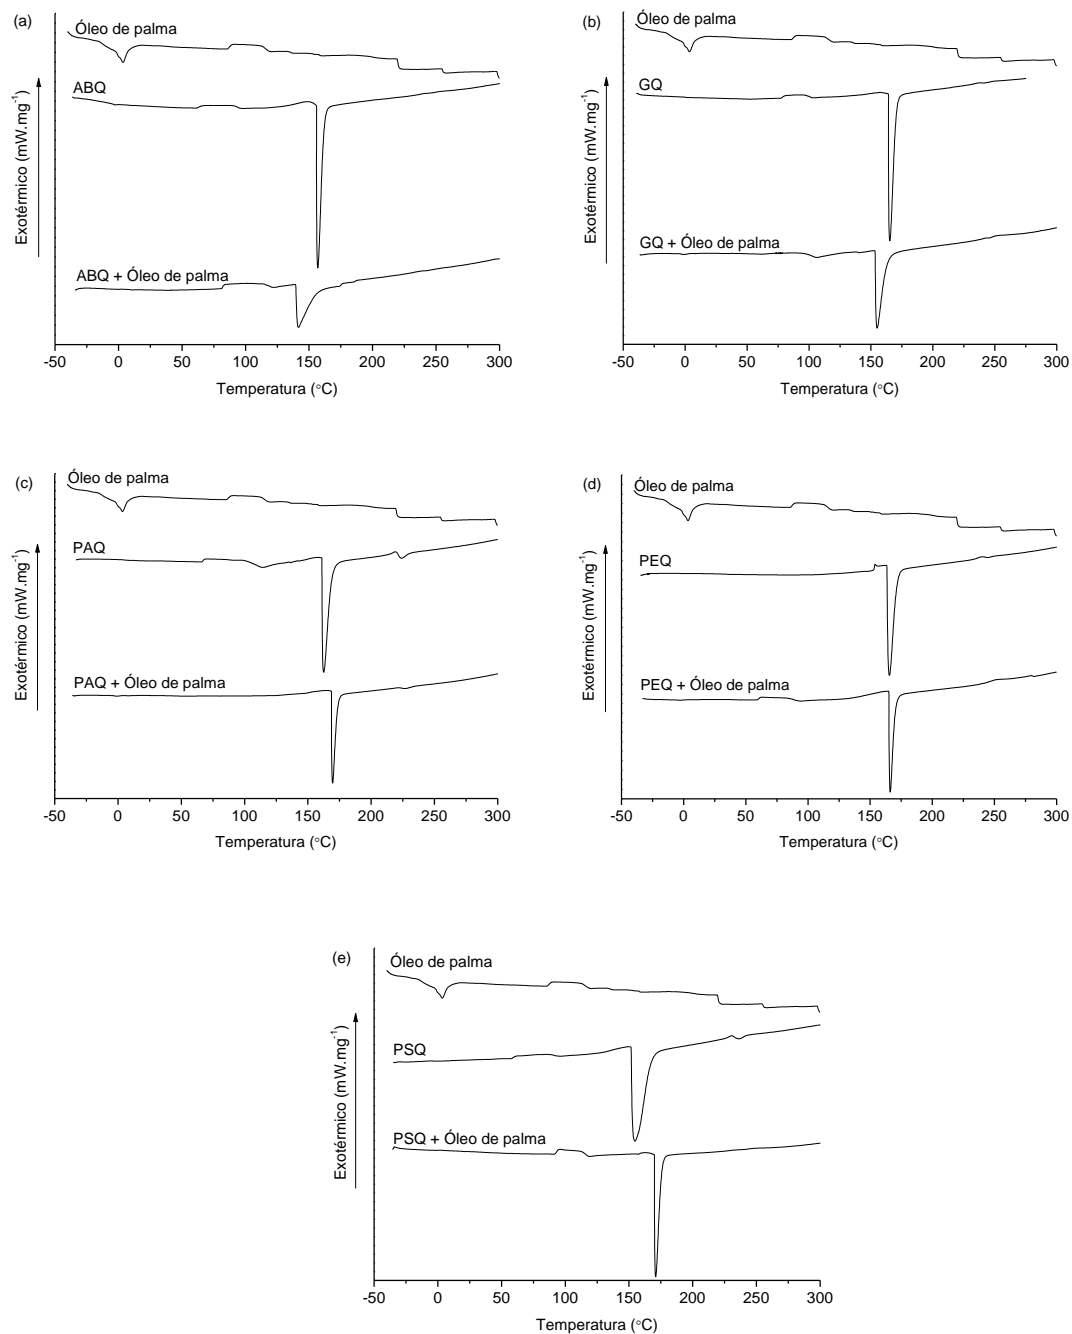 (a)
Óleo de palma
ABQ
ABQ + Óleo de palma
Exotérmico (mW.mg-1)
-50 0 50 100 150 200 250 300
Temperatura (°C)
(b)
Óleo de palma
GQ
GQ + Óleo de palma
Exotérmico (mW.mg-1)
-50 0 50 100 150 200 250 300
Temperatura (°C)
(c)
Óleo de palma
PAQ
PAQ + Óleo de palma
Exotérmico (mW.mg-1)
-50 0 50 100 150 200 250 300
Temperatura (°C)
(d)
Óleo de palma
PEQ
PEQ + Óleo de palma
Exotérmico (mW.mg-1)
-50 0 50 100 150 200 250 300
Temperatura (°C)
(e)
Óleo de palma
PSQ
PSQ + Óleo de palma
Exotérmico (mW.mg-1)
-50 0 50 100 150 200 250 300
Temperatura (°C)